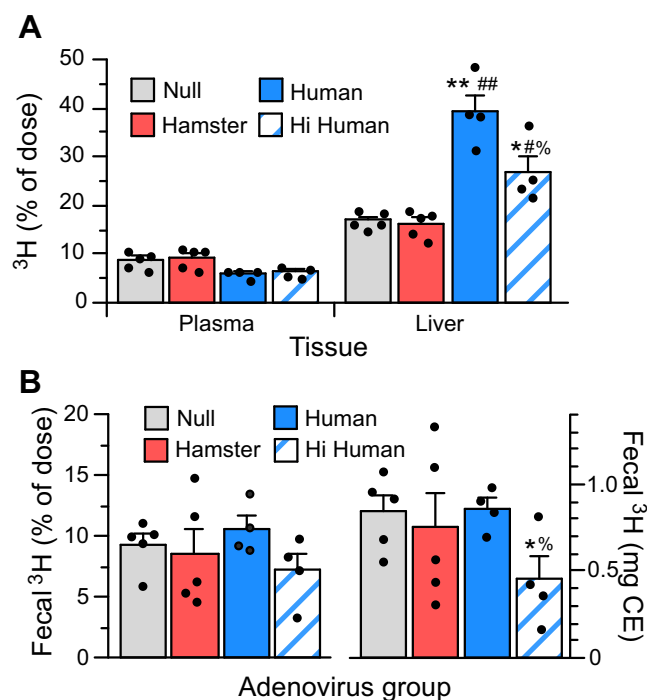 A
³H (% of dose)
50
40
30
20
10
0
Null
Human
Hamster
Hi Human
** ##
*#%
Plasma
Liver
Tissue
B
Fecal ³H (% of dose)
20
15
10
5
0
Null
Human
Hamster
Hi Human
*%
1.0
0.5
0
Fecal ³H (mg CE)
Adenovirus group